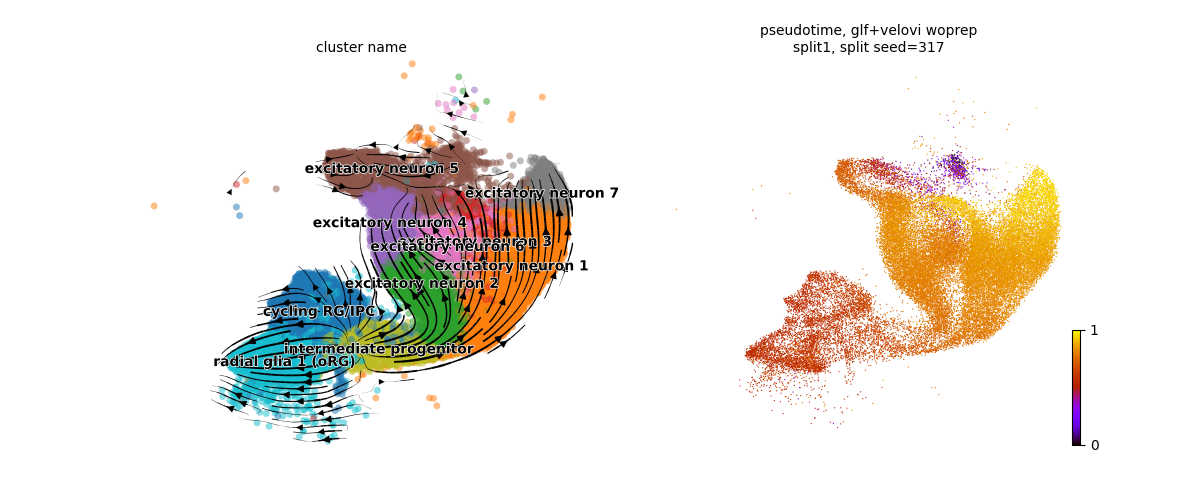 cluster name
pseudotime, glf+velovi woprep
split1, split seed=317
excitatory neuron 5
excitatory neuron 7
excitatory neuron 4
excitatory neuron 3
excitatory neuron 6
excitatory neuron 1
excitatory neuron 2
cycling RG/IPC
intermediate progenitor
radial glia 1 (oRG)
1
0